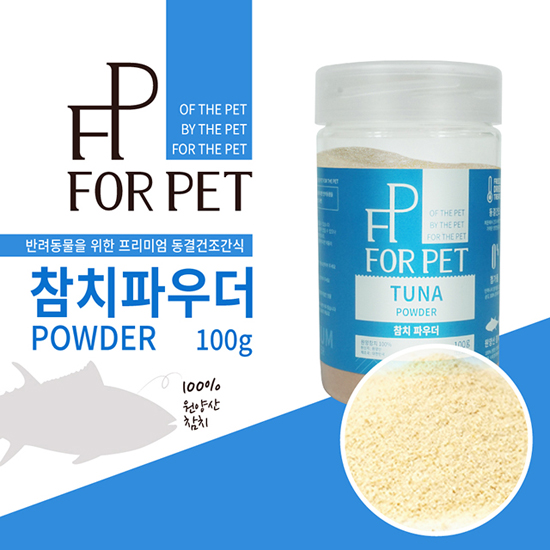 FP
OF THE PET
BY THE PET
FOR THE PET
FOR PET
반려동물을 위한 프리미엄 동결건조간식
참치파우더
POWDER 100g
100%
원양산
참치
FP
OF THE PET
BY THE PET
FOR THE PET
FOR PET
TUNA
POWDER
참치 파우더
100g